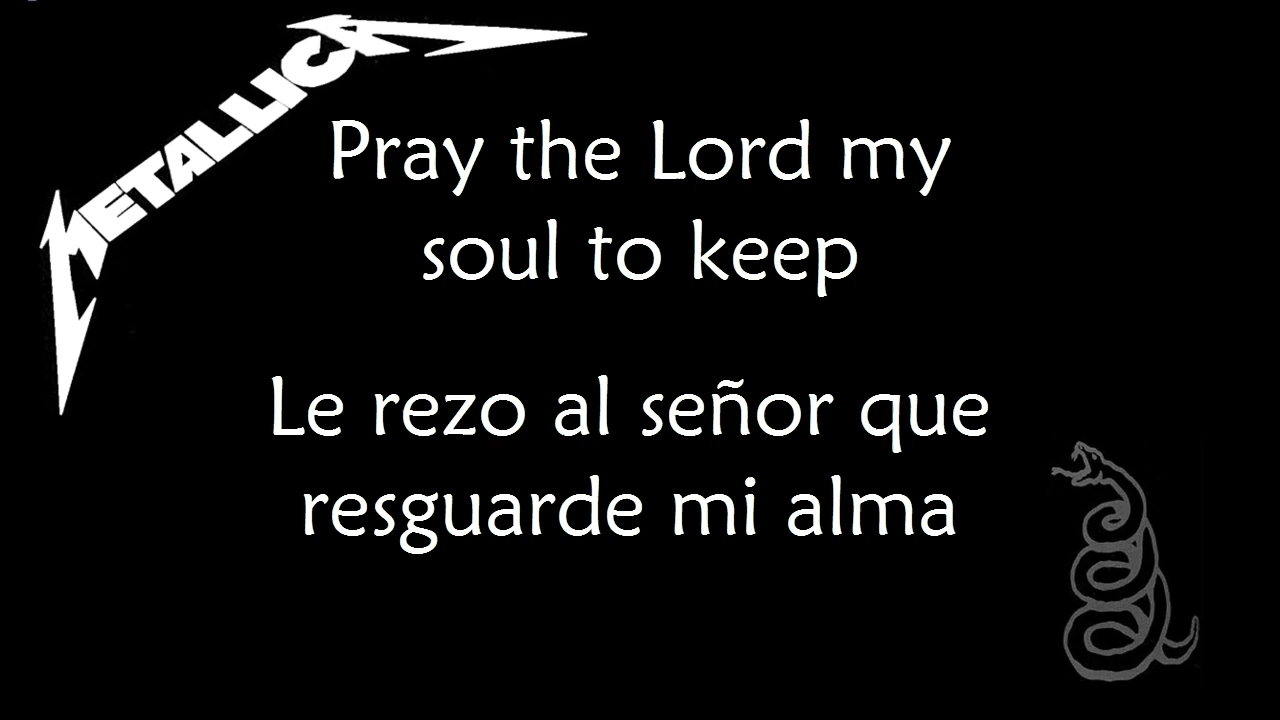 METALLICA
Pray the Lord my
soul to keep
Le rezo al señor que
resguarde mi alma